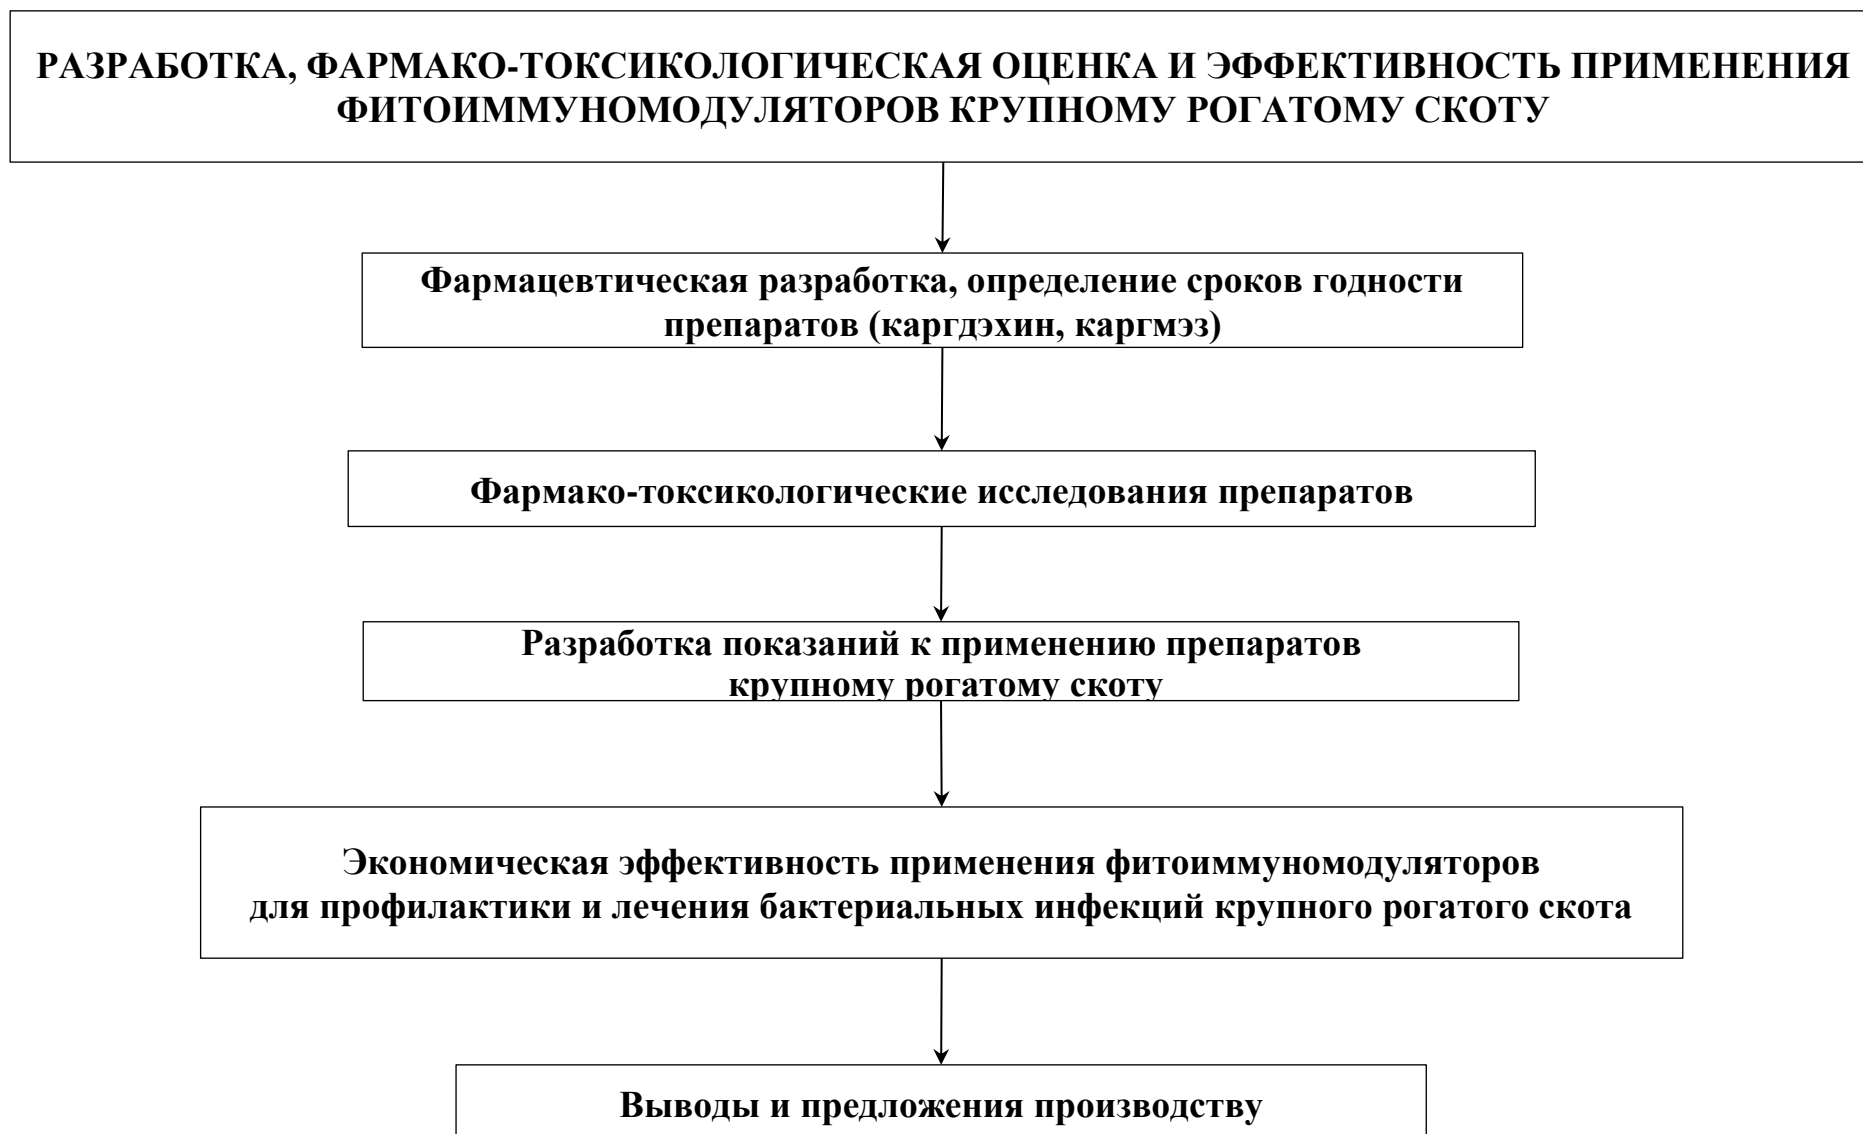 РАЗРАБОТКА, ФАРМАКО-ТОКСИКОЛОГИЧЕСКАЯ ОЦЕНКА И ЭФФЕКТИВНОСТЬ ПРИМЕНЕНИЯ
ФИТОИММУНОМОДУЛЯТОРОВ КРУПНОМУ РОГАТОМУ СКОТУ
Фармацевтическая разработка, определение сроков годности
препаратов (каргдэхин, каргмэз)
Фармако-токсикологические исследования препаратов
Разработка показаний к применению препаратов
крупному рогатому скоту
Экономическая эффективность применения фитоиммуномодуляторов
для профилактики и лечения бактериальных инфекций крупного рогатого скота
Выводы и предложения производству